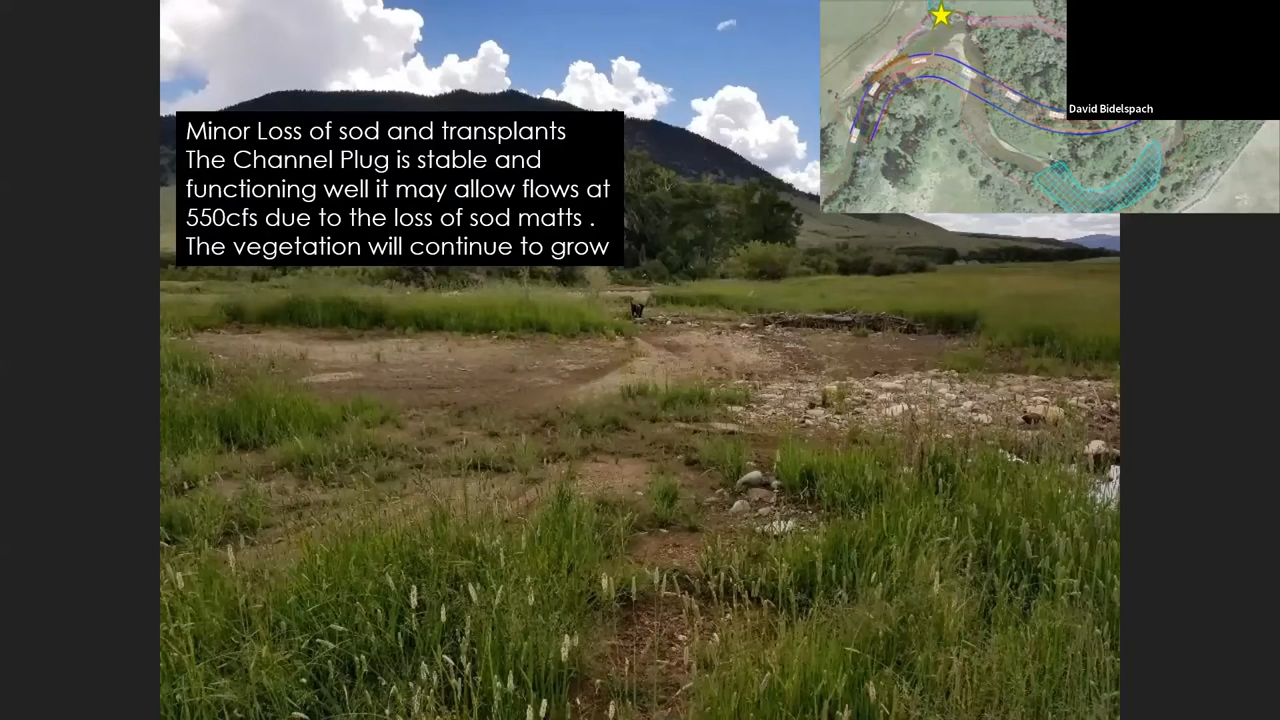 Minor Loss of sod and transplants
The Channel Plug is stable and
functioning well it may allow flows at
550cfs due to the loss of sod matts .
The vegetation will continue to grow
David Bidelspach